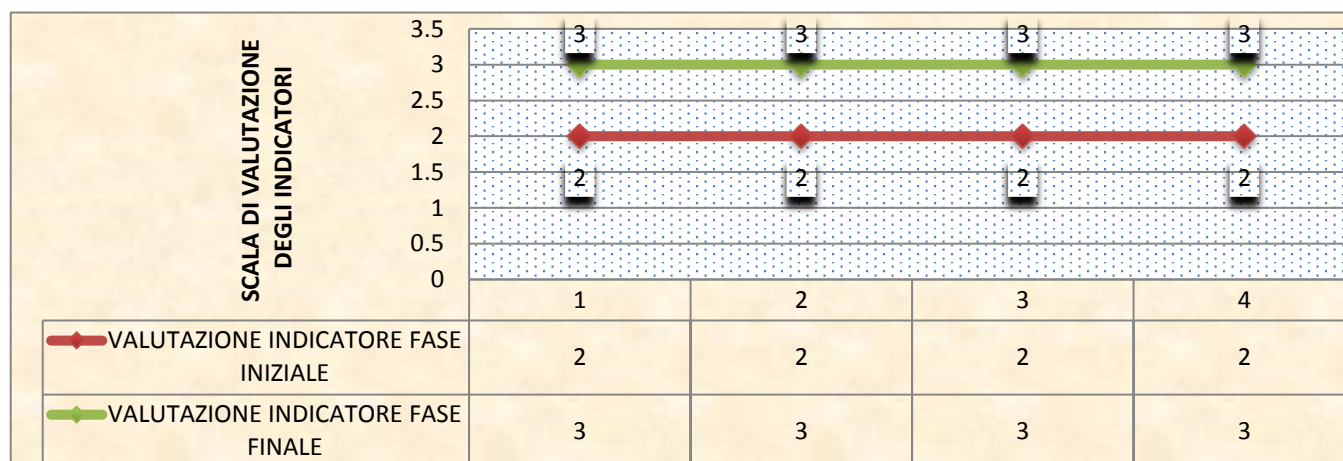 SCALA DI VALUTAZIONE
DEGLI INDICATORI
3.5
3
2.5
2
1.5
1
0.5
0
3 3 3 3
2 2 2 2
1 2 3 4
VALUTAZIONE INDICATORE FASE
INIZIALE
2 2 2 2
VALUTAZIONE INDICATORE FASE
FINALE
3 3 3 3